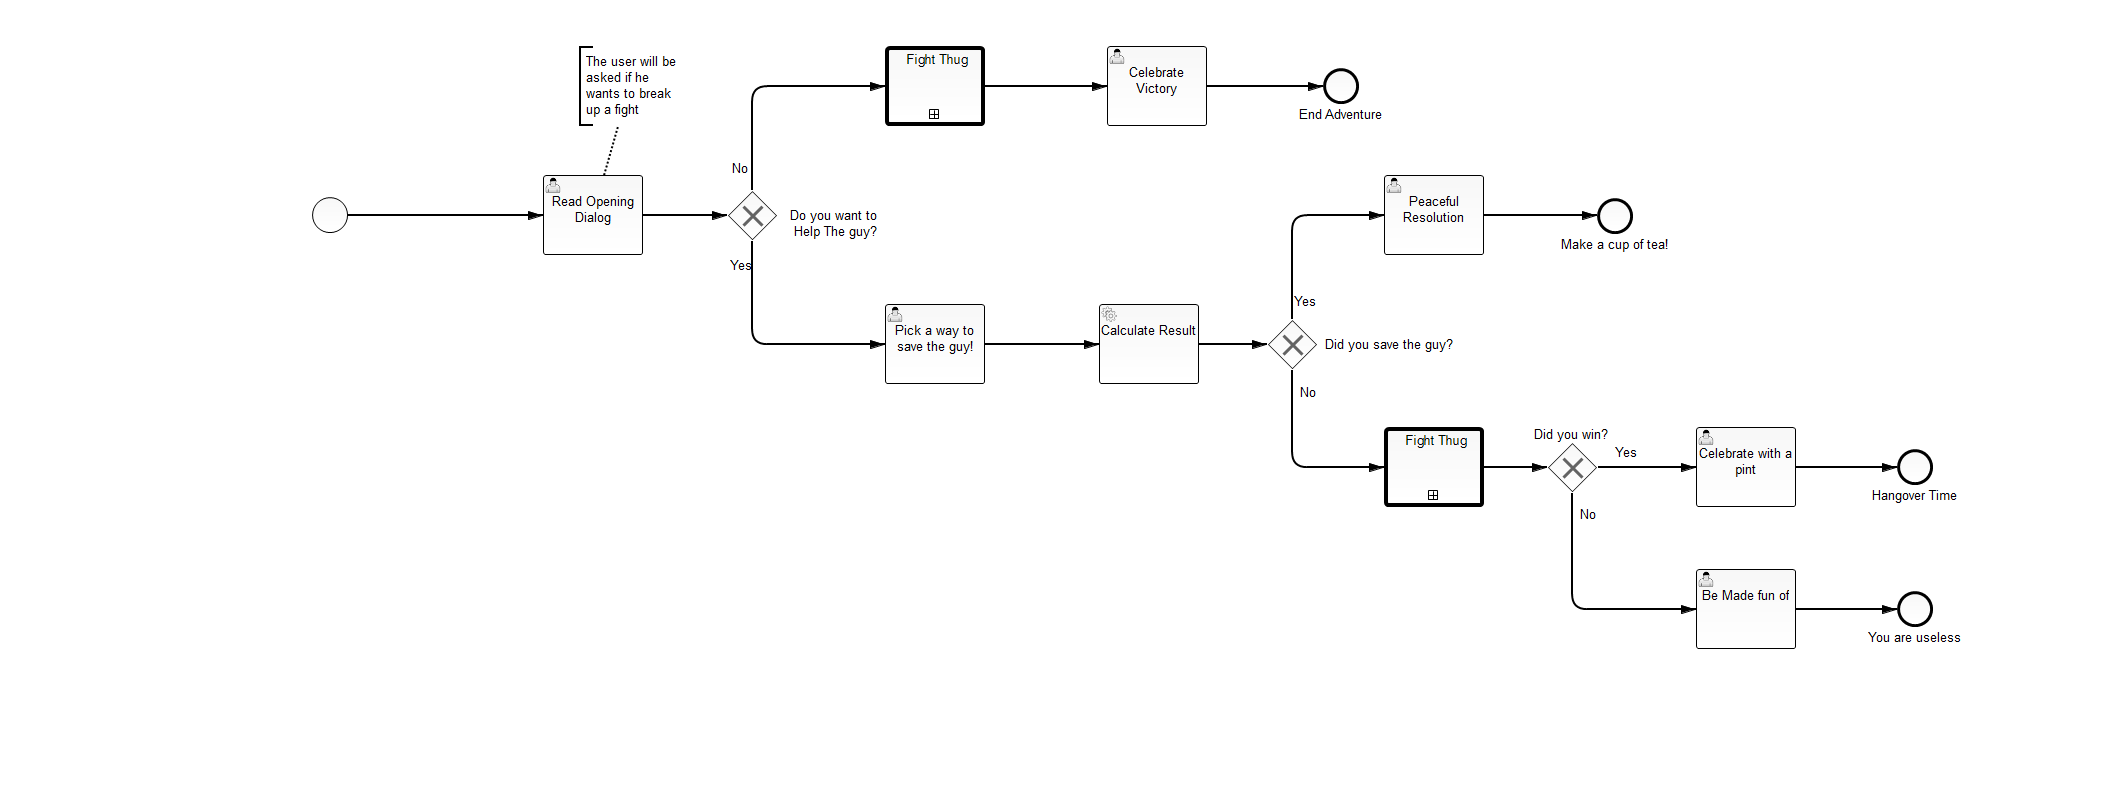 The user will be
asked if he
wants to break
up a fight
Fight Thug
Celebrate
Victory
End Adventure
No
Read Opening
Dialog
Do you want to
Help The guy?
Yes
Peaceful
Resolution
Make a cup of tea!
Pick a way to
save the guy!
Calculate Result
Yes
Did you save the guy?
No
Fight Thug
Did you win?
Yes
Celebrate with a
pint
Hangover Time
No
Be Made fun of
You are useless